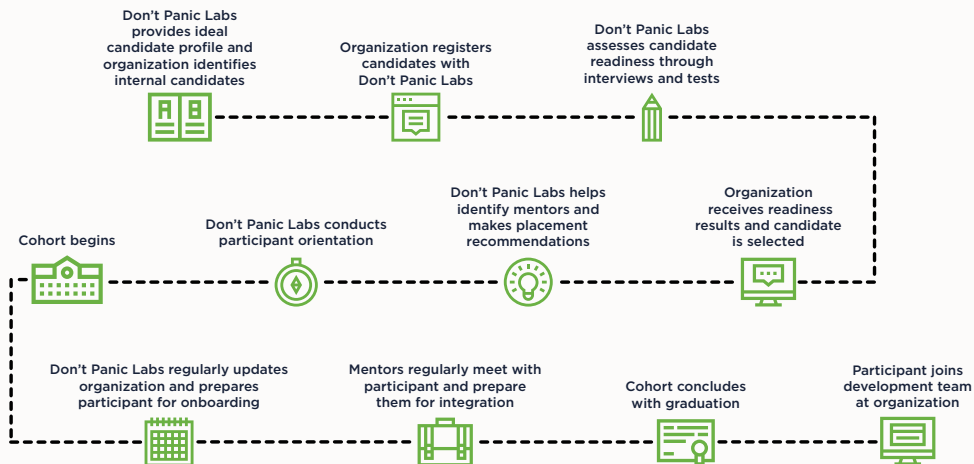 Don't Panic Labs
provides ideal
candidate profile and
organization identifies
internal candidates
Organization registers
candidates with
Don't Panic Labs
Don't Panic Labs
assesses candidate
readiness through
interviews and tests
A B
Organization
receives readiness
results and candidate
is selected
Don't Panic Labs helps
identify mentors and
makes placement
recommendations
Don't Panic Labs conducts
participant orientation
Cohort begins
Don't Panic Labs regularly updates
organization and prepares
participant for onboarding
Mentors regularly meet with
participant and prepare
them for integration
Cohort concludes
with graduation
Participant joins
development team
at organization